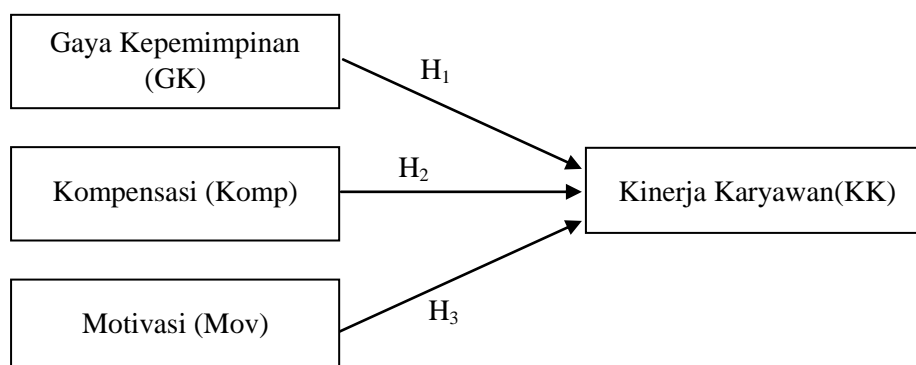 Gaya Kepemimpinan
(GK)
H₁
Kompensasi (Komp)
H₂
Kinerja Karyawan(KK)
Motivasi (Mov)
H₃